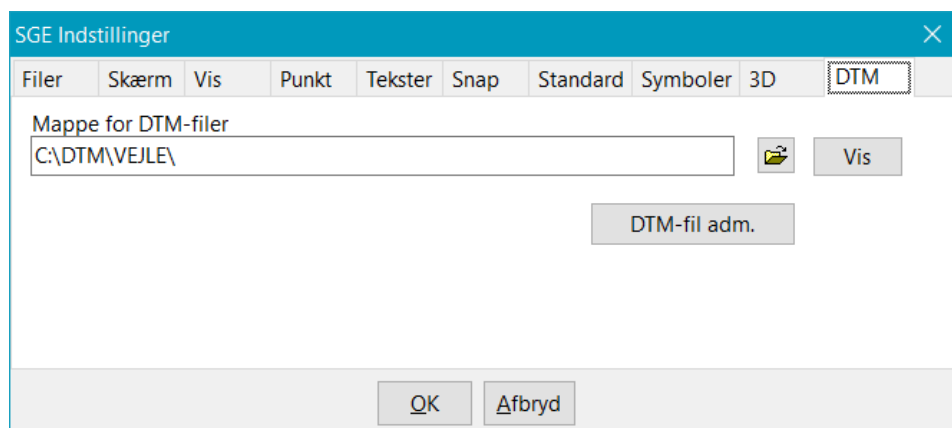 SGE Indstillinger
Filer Skærm Vis Punkt Tekster Snap Standard Symboler 3D DTM
Mappe for DTM-filer
C:\DTM\VEJLE\ Vis
DTM-fil adm.
OK Afbryd